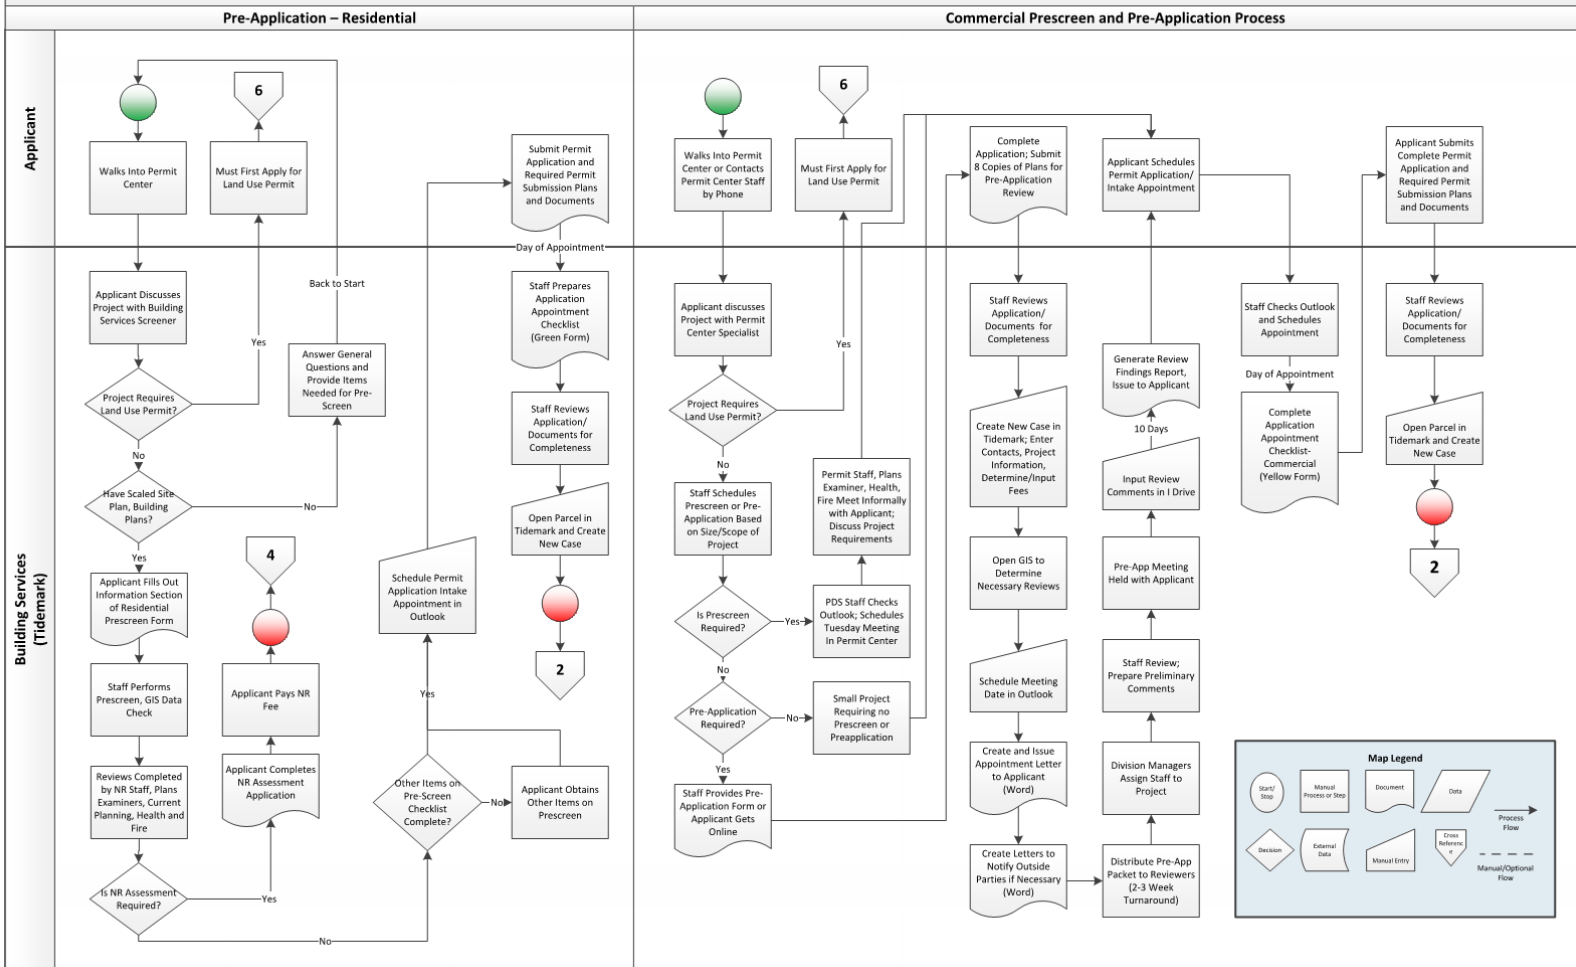 Pre-Application – Residential
Commercial Prescreen and Pre-Application Process
Applicant
Building Services
(Tidemark)
Walks Into Permit
Center
6
Must First Apply for
Land Use Permit
Applicant Discusses
Project with Building
Services Screener
Project Requires
Land Use Permit?
Yes
No
Have Scaled Site
Plan, Building
Plans?
No
Back to Start
Answer General
Questions and
Provide Items
Needed for Pre-
Screen
Yes
Applicant Fills Out
Information Section
of Residential
Prescreen Form
Staff Performs
Prescreen, GIS Data
Check
Reviews Completed
by NR Staff, Plans
Examiners, Current
Planning, Health and
Fire
Is NR Assessment
Required?
Yes
No
Applicant Completes
NR Assessment
Application
Applicant Pays NR
Fee
4
Other Items on
Pre-Screen
Checklist
Complete?
No
Applicant Obtains
Other Items on
Prescreen
Yes
Schedule Permit
Application Intake
Appointment in
Outlook
Submit Permit
Application and
Required Permit
Submission Plans
and Documents
Day of Appointment
Staff Prepares
Application
Appointment
Checklist
(Green Form)
Staff Reviews
Application/
Documents for
Completeness
Open Parcel in
Tidemark and Create
New Case
2
Walks Into Permit
Center or Contacts
Permit Center Staff
by Phone
6
Must First Apply for
Land Use Permit
Applicant discusses
Project with Permit
Center Specialist
Project Requires
Land Use Permit?
Yes
No
Staff Schedules
Prescreen or Pre-
Application Based
on Size/Scope of
Project
Is Prescreen
Required?
Yes
PDS Staff Checks
Outlook; Schedules
Tuesday Meeting
In Permit Center
Permit Staff, Plans
Examiner, Health,
Fire Meet Informally
with Applicant;
Discuss Project
Requirements
No
Pre-Application
Required?
No
Small Project
Requiring no
Prescreen or
Preapplication
Yes
Staff Provides Pre-
Application Form or
Applicant Gets
Online
Complete
Application; Submit
8 Copies of Plans for
Pre-Application
Review
Staff Reviews
Application/
Documents for
Completeness
Create New Case in
Tidemark; Enter
Contacts, Project
Information,
Determine/Input
Fees
Open GIS to
Determine
Necessary Reviews
Schedule Meeting
Date in Outlook
Create and Issue
Appointment Letter
to Applicant
(Word)
Create Letters to
Notify Outside
Parties if Necessary
(Word)
Distribute Pre-App
Packet to Reviewers
(2-3 Week
Turnaround)
Division Managers
Assign Staff to
Project
Staff Review;
Prepare Preliminary
Comments
Pre-App Meeting
Held with Applicant
Input Review
Comments in I Drive
10 Days
Generate Review
Findings Report,
Issue to Applicant
Applicant Schedules
Permit Application/
Intake Appointment
Staff Checks Outlook
and Schedules
Appointment
Day of Appointment
Complete
Application
Appointment
Checklist-
Commercial
(Yellow Form)
Applicant Submits
Complete Permit
Application and
Required Permit
Submission Plans
and Documents
Staff Reviews
Application/
Documents for
Completeness
Open Parcel in
Tidemark and Create
New Case
2
Map Legend
Start/
Stop
Manual
Process or Step
Document
Data
Process
Flow
Decision
External
Data
Manual Entry
Cross
Referenc
e
Manual/Optional
Flow